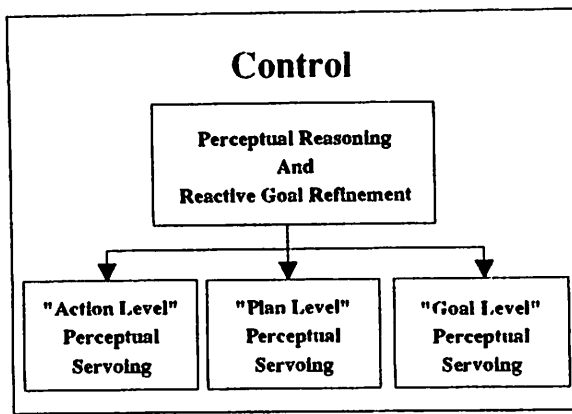 Control
Perceptual Reasoning
And
Reactive Goal Refinement
"Action Level"
Perceptual
Servoing
"Plan Level"
Perceptual
Servoing
"Goal Level"
Perceptual
Servoing